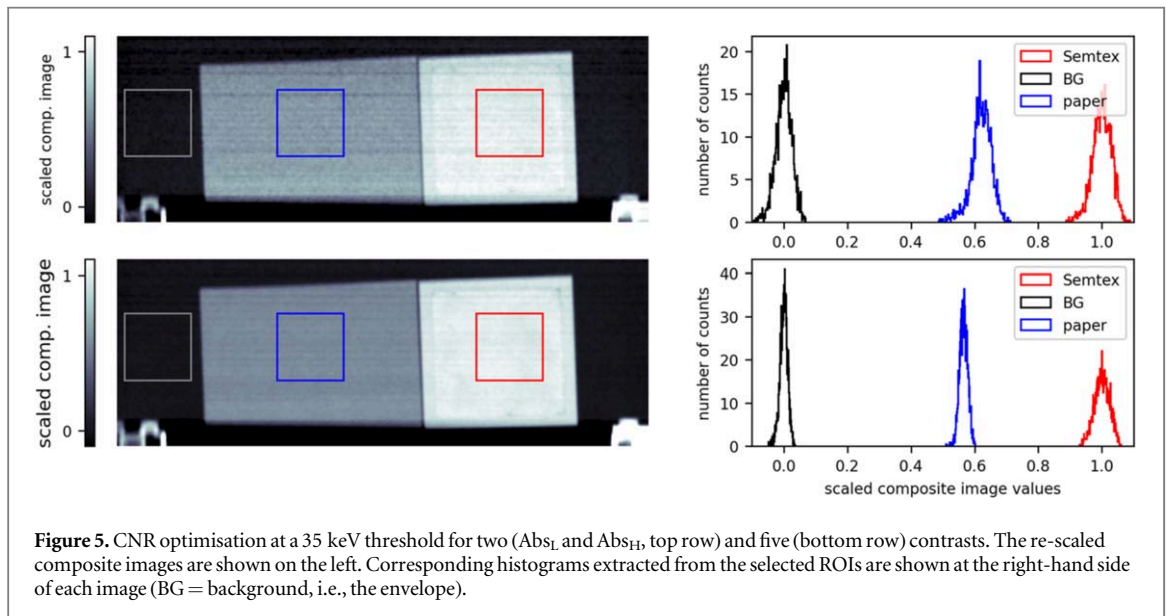 scaled comp. image
1
0
number of counts
20
15
10
5
0
Semtex
BG
paper
0.0 0.2 0.4 0.6 0.8 1.0
scaled comp. image
1
0
number of counts
40
30
20
10
0
Semtex
BG
paper
0.0 0.2 0.4 0.6 0.8 1.0
scaled composite image values
Figure 5. CNR optimisation at a 35 keV threshold for two (AbsL and AbsH, top row) and five (bottom row) contrasts. The re-scaled
composite images are shown on the left. Corresponding histograms extracted from the selected ROIs are shown at the right-hand side
of each image (BG = background, i.e., the envelope).